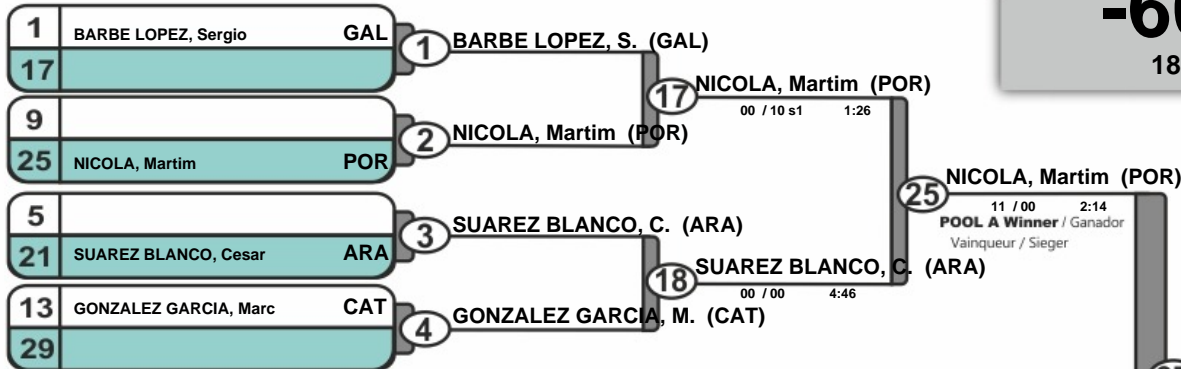 1 BARBE LOPEZ, Sergio GAL
17
9
25 NICOLA, Martim POR
5
21 SUAREZ BLANCO, Cesar ARA
13 GONZALEZ GARCIA, Marc CAT
29
1 BARBE LOPEZ, S. (GAL)
2 NICOLA, Martim (POR)
3 SUAREZ BLANCO, C. (ARA)
4 GONZALEZ GARCIA, M. (CAT)
17 NICOLA, Martim (POR)
00 / 10 s1 1:26
18 SUAREZ BLANCO, C. (ARA)
00 / 00 4:46
25 NICOLA, Martim (POR)
11 / 00 2:14
POOL A Winner / Ganador
Vainqueur / Sieger
18